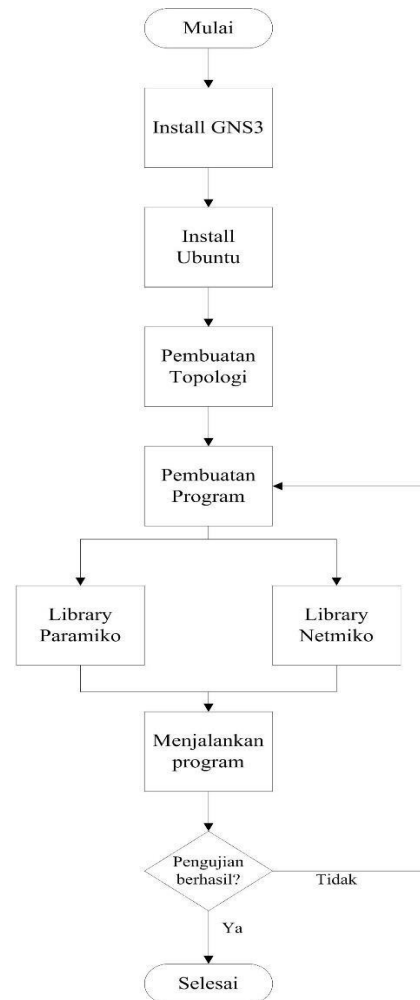 Mulai
Install GNS3
Install
Ubuntu
Pembuatan
Topologi
Pembuatan
Program
Library
Paramiko
Library
Netmiko
Menjalankan
program
Pengujian
berhasil?
Tidak
Ya
Selesai